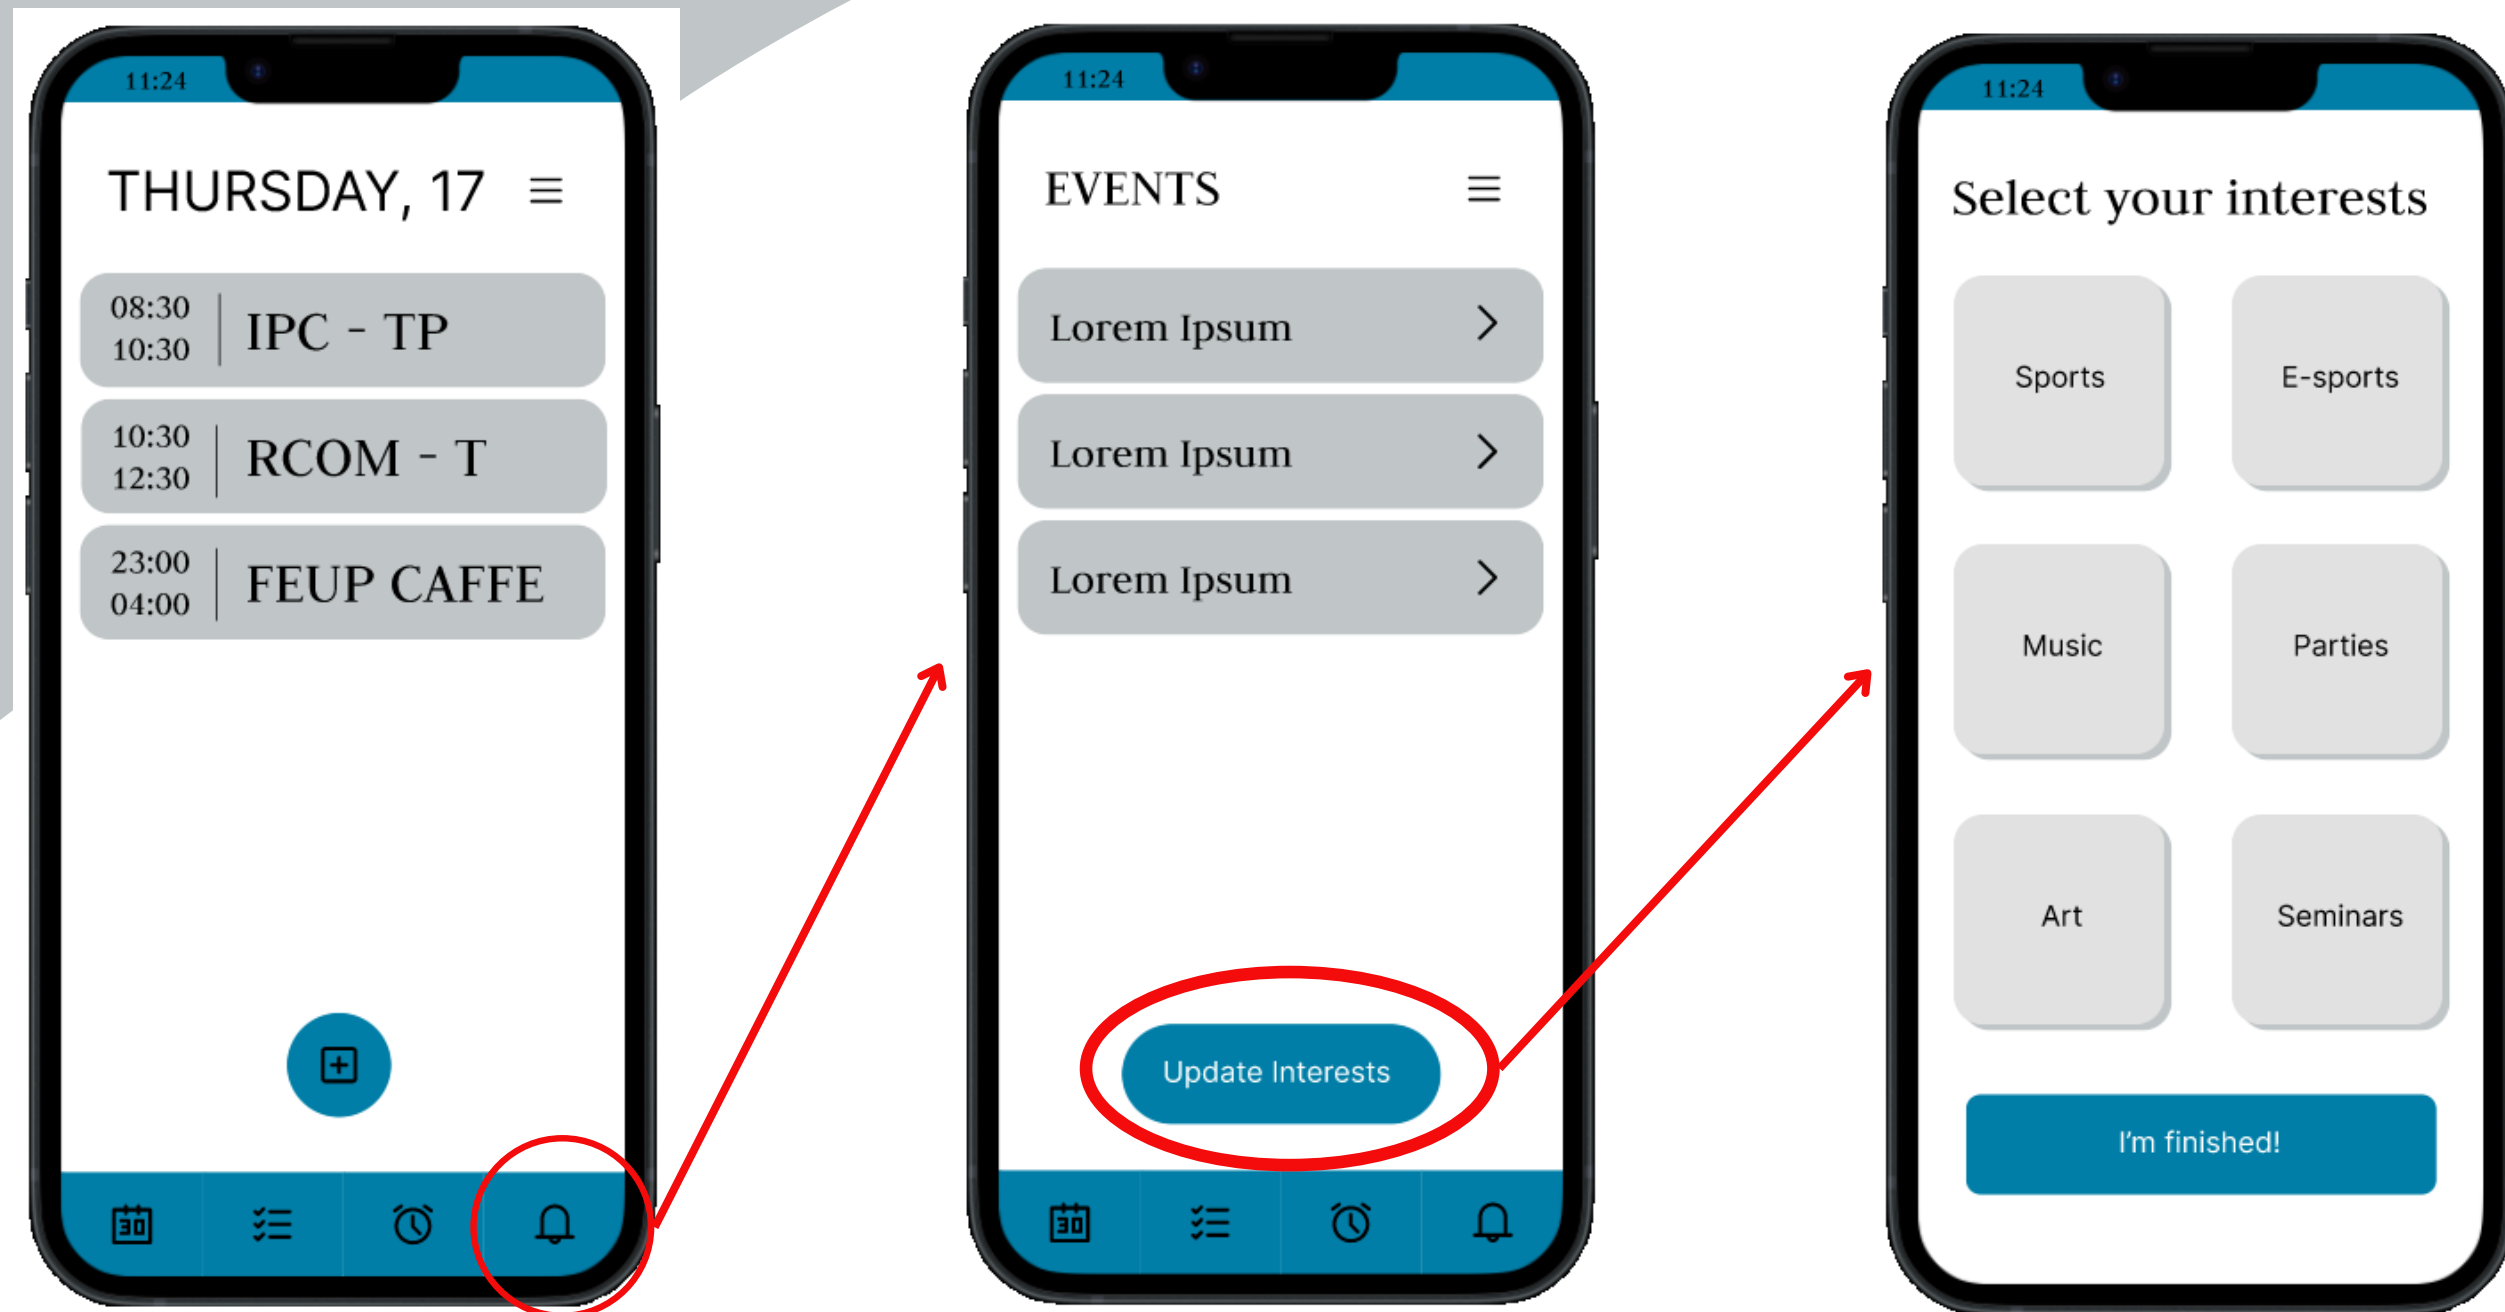 11:24
THURSDAY, 17
08:30
10:30
IPC - TP
10:30
12:30
RCOM - T
23:00
04:00
FEUP CAFFE
30
11:24
EVENTS
Lorem Ipsum
Lorem Ipsum
Lorem Ipsum
Update Interests
30
11:24
Select your interests
Sports
E-sports
Music
Parties
Art
Seminars
I'm finished!